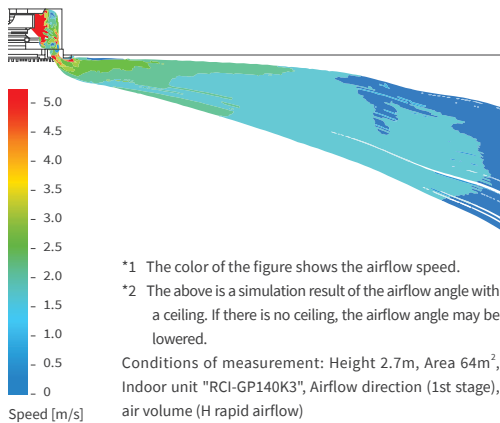 5.0
4.5
4.0
3.5
3.0
2.5
2.0
1.5
1.0
0.5
0
Speed [m/s]
*1 The color of the figure shows the airflow speed.
*2 The above is a simulation result of the airflow angle with
a ceiling. If there is no ceiling, the airflow angle may be
lowered.
Conditions of measurement: Height 2.7m, Area 64m²,
Indoor unit "RCI-GP140K3", Airflow direction (1st stage),
air volume (H rapid airflow)